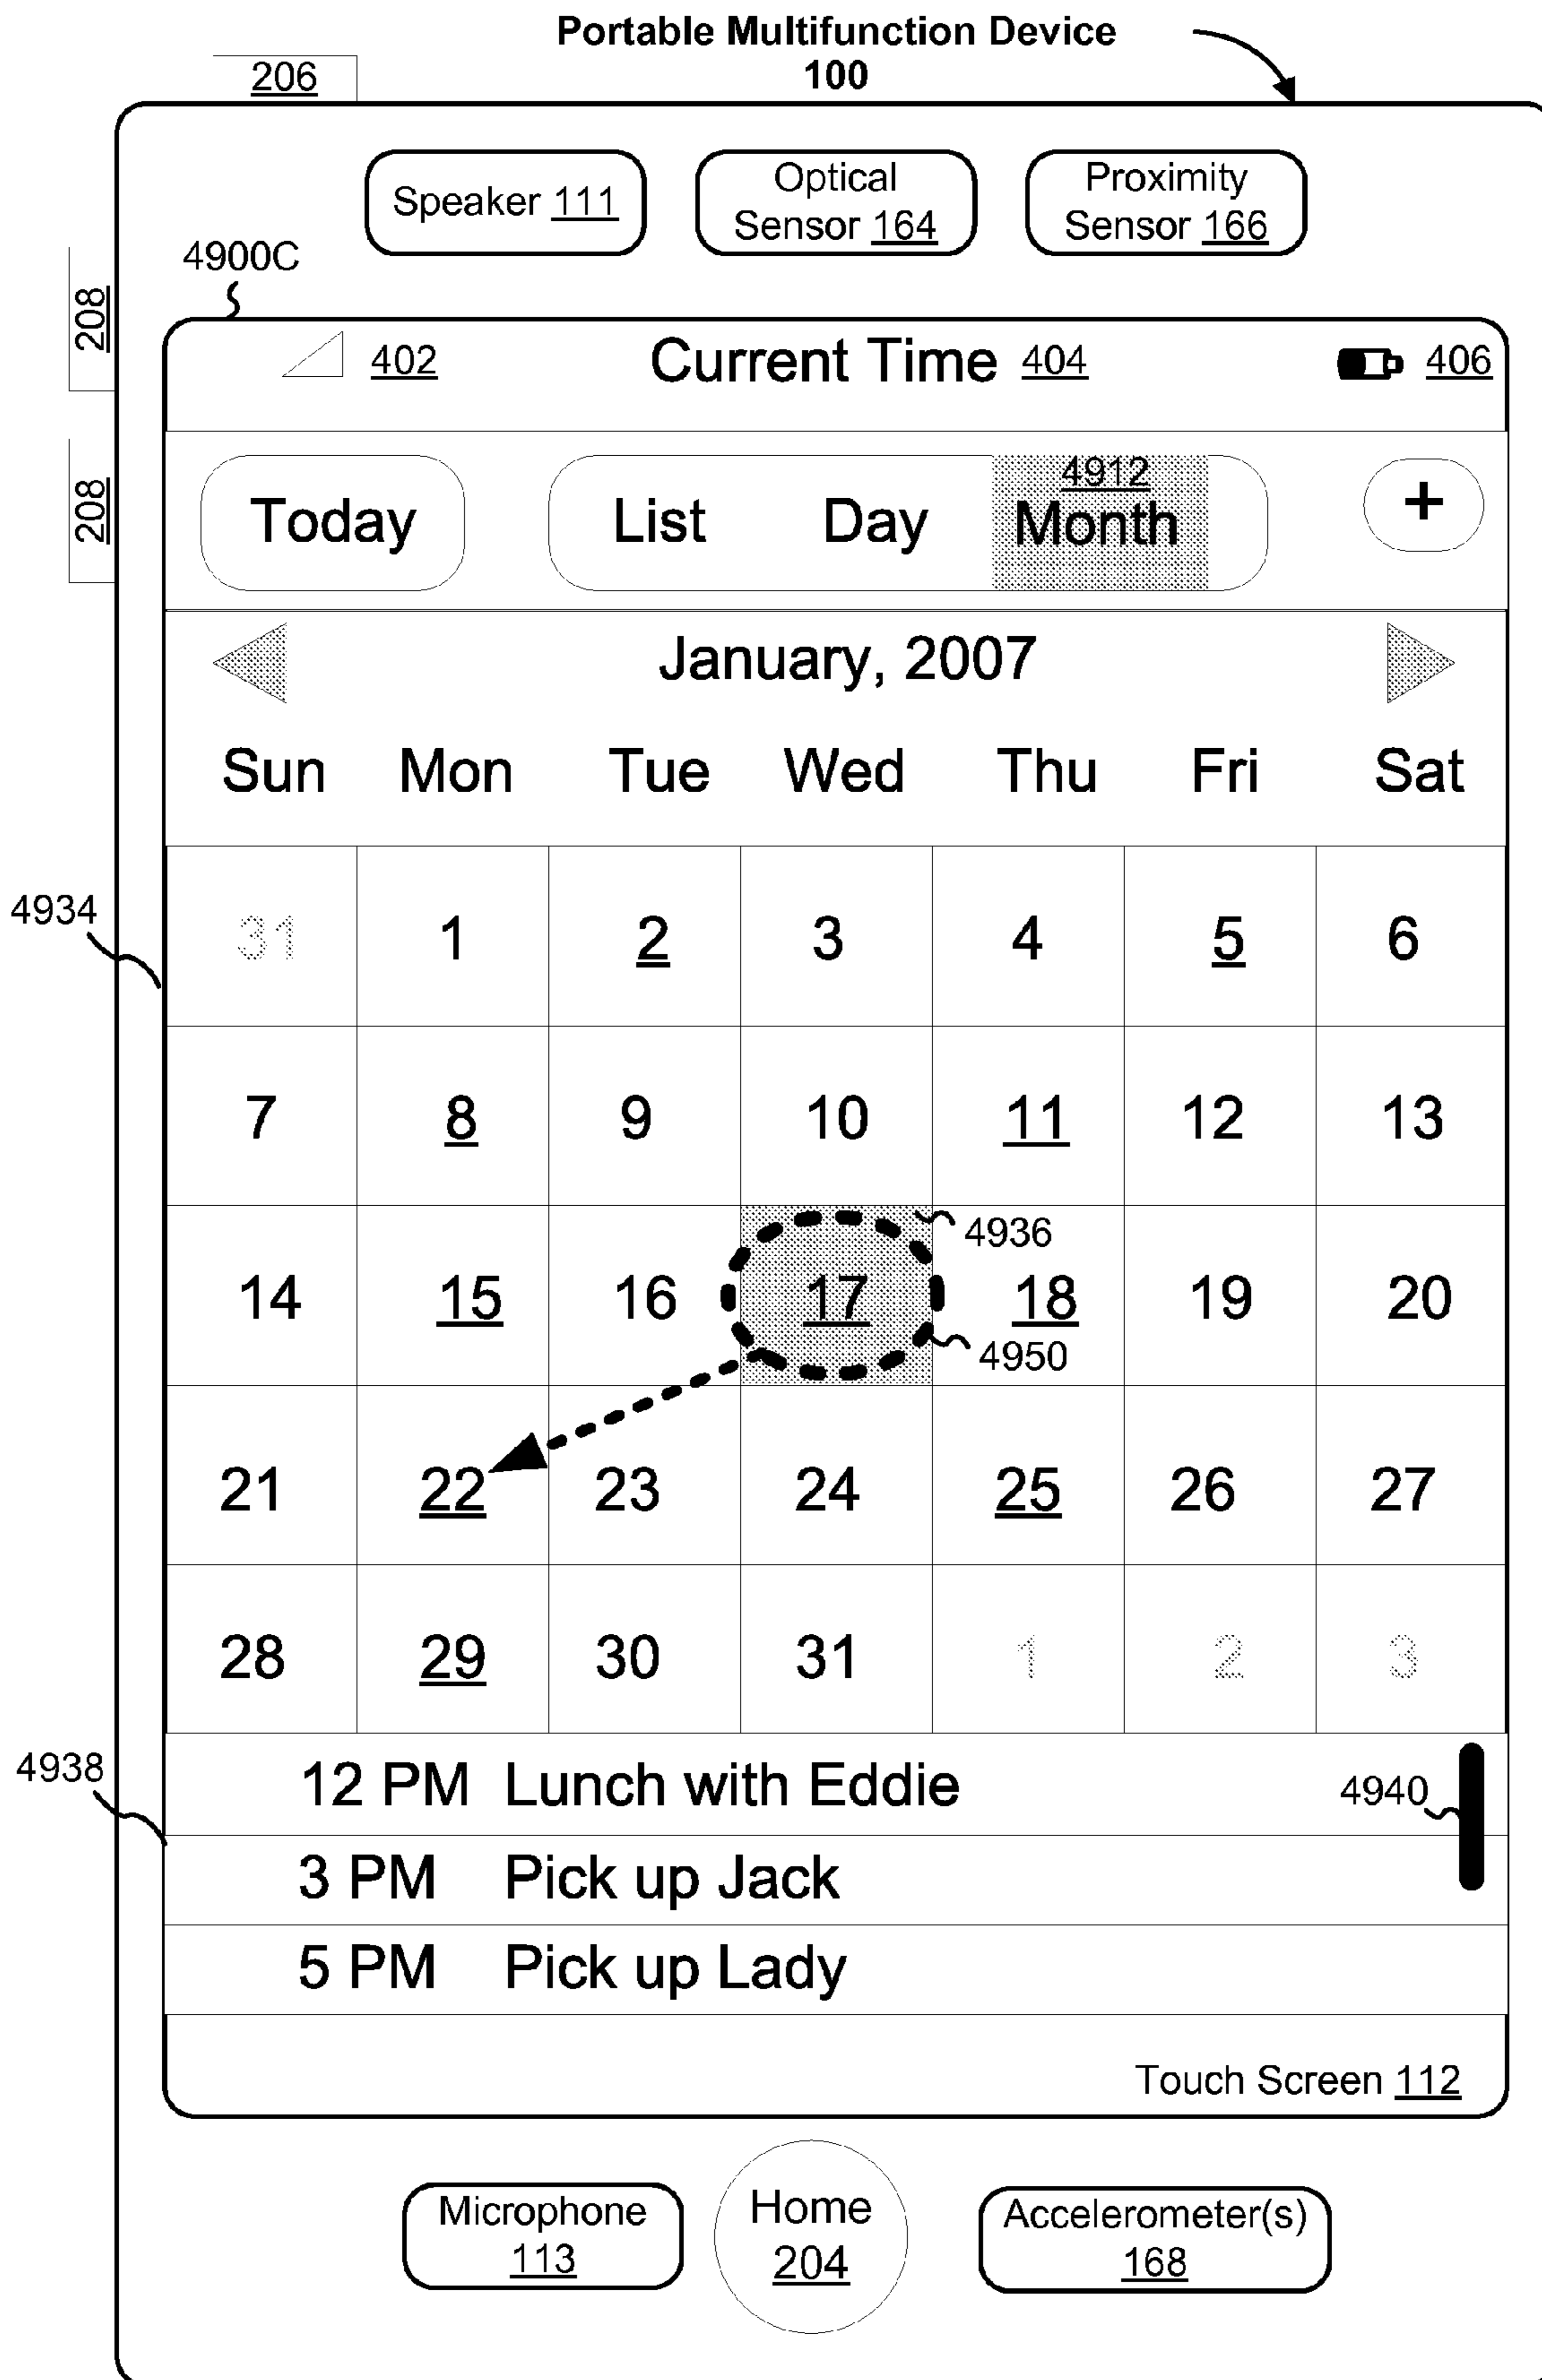 Portable Multifunction Device
100
206
Speaker 111
Optical
Sensor 164
Proximity
Sensor 166
4900C
208
402
Current Time 404
406
208
Today
List
Day
4912
Month
+
January, 2007
Sun Mon Tue Wed Thu Fri Sat
4934
31 1 2 3 4 5 6
7 8 9 10 11 12 13
4936
14 15 16 17 18 19 20
4950
21 22 23 24 25 26 27
28 29 30 31 1 2 3
4938
12 PM Lunch with Eddie
4940
3 PM Pick up Jack
5 PM Pick up Lady
Touch Screen 112
Microphone
113
Home
204
Accelerometer(s)
168